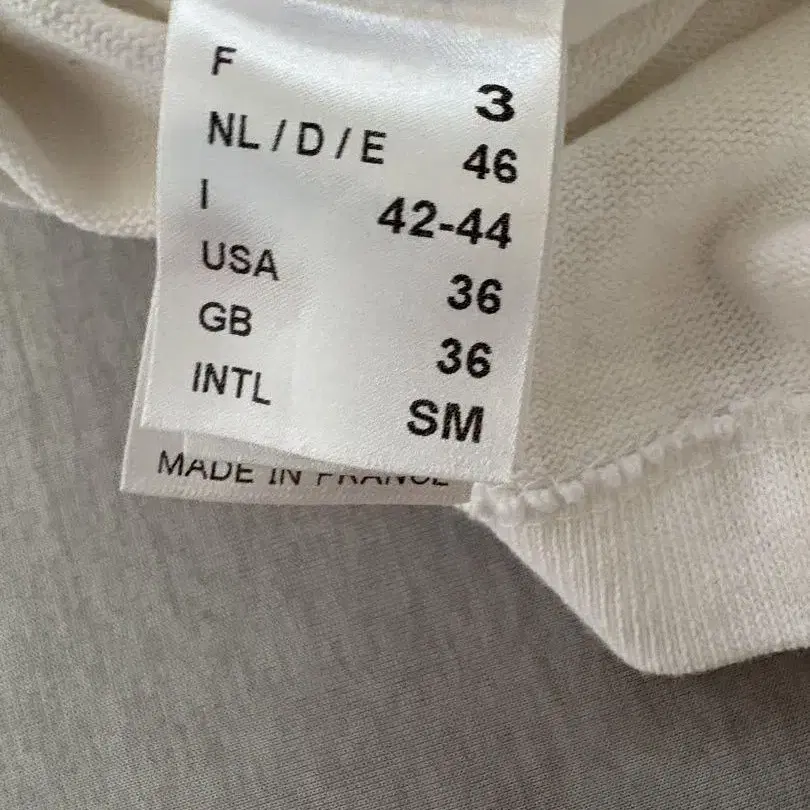 F 3
NL / D / E 46
I 42-44
USA 36
GB 36
INTL SM
MADE IN FRANCE